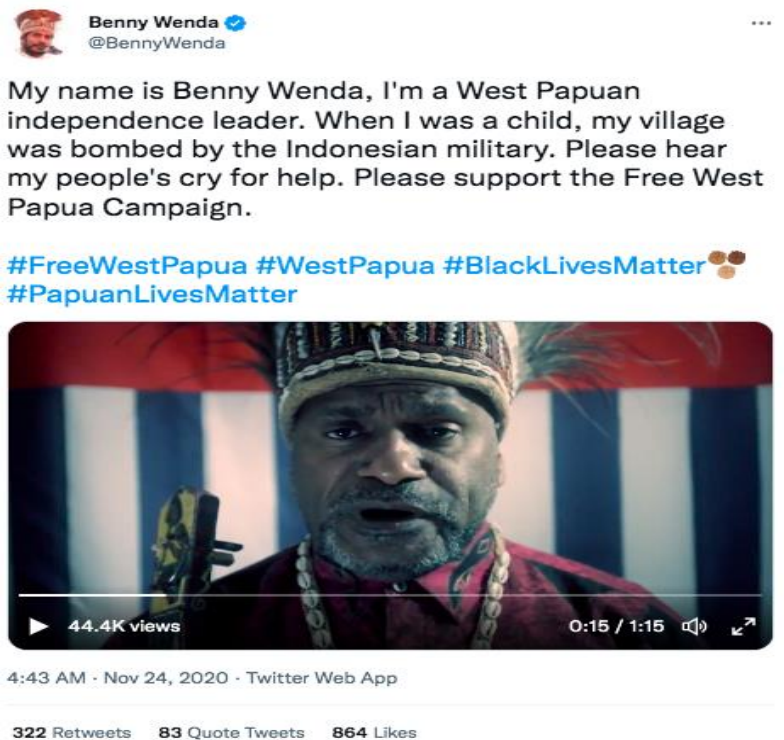 Benny Wenda
@BennyWenda
My name is Benny Wenda, I'm a West Papuan
independence leader. When I was a child, my village
was bombed by the Indonesian military. Please hear
my people's cry for help. Please support the Free West
Papua Campaign.
#FreeWestPapua #WestPapua #BlackLivesMatter
#PapuanLivesMatter
44.4K views 0:15 / 1:15
4:43 AM · Nov 24, 2020 · Twitter Web App
322 Retweets 83 Quote Tweets 864 Likes